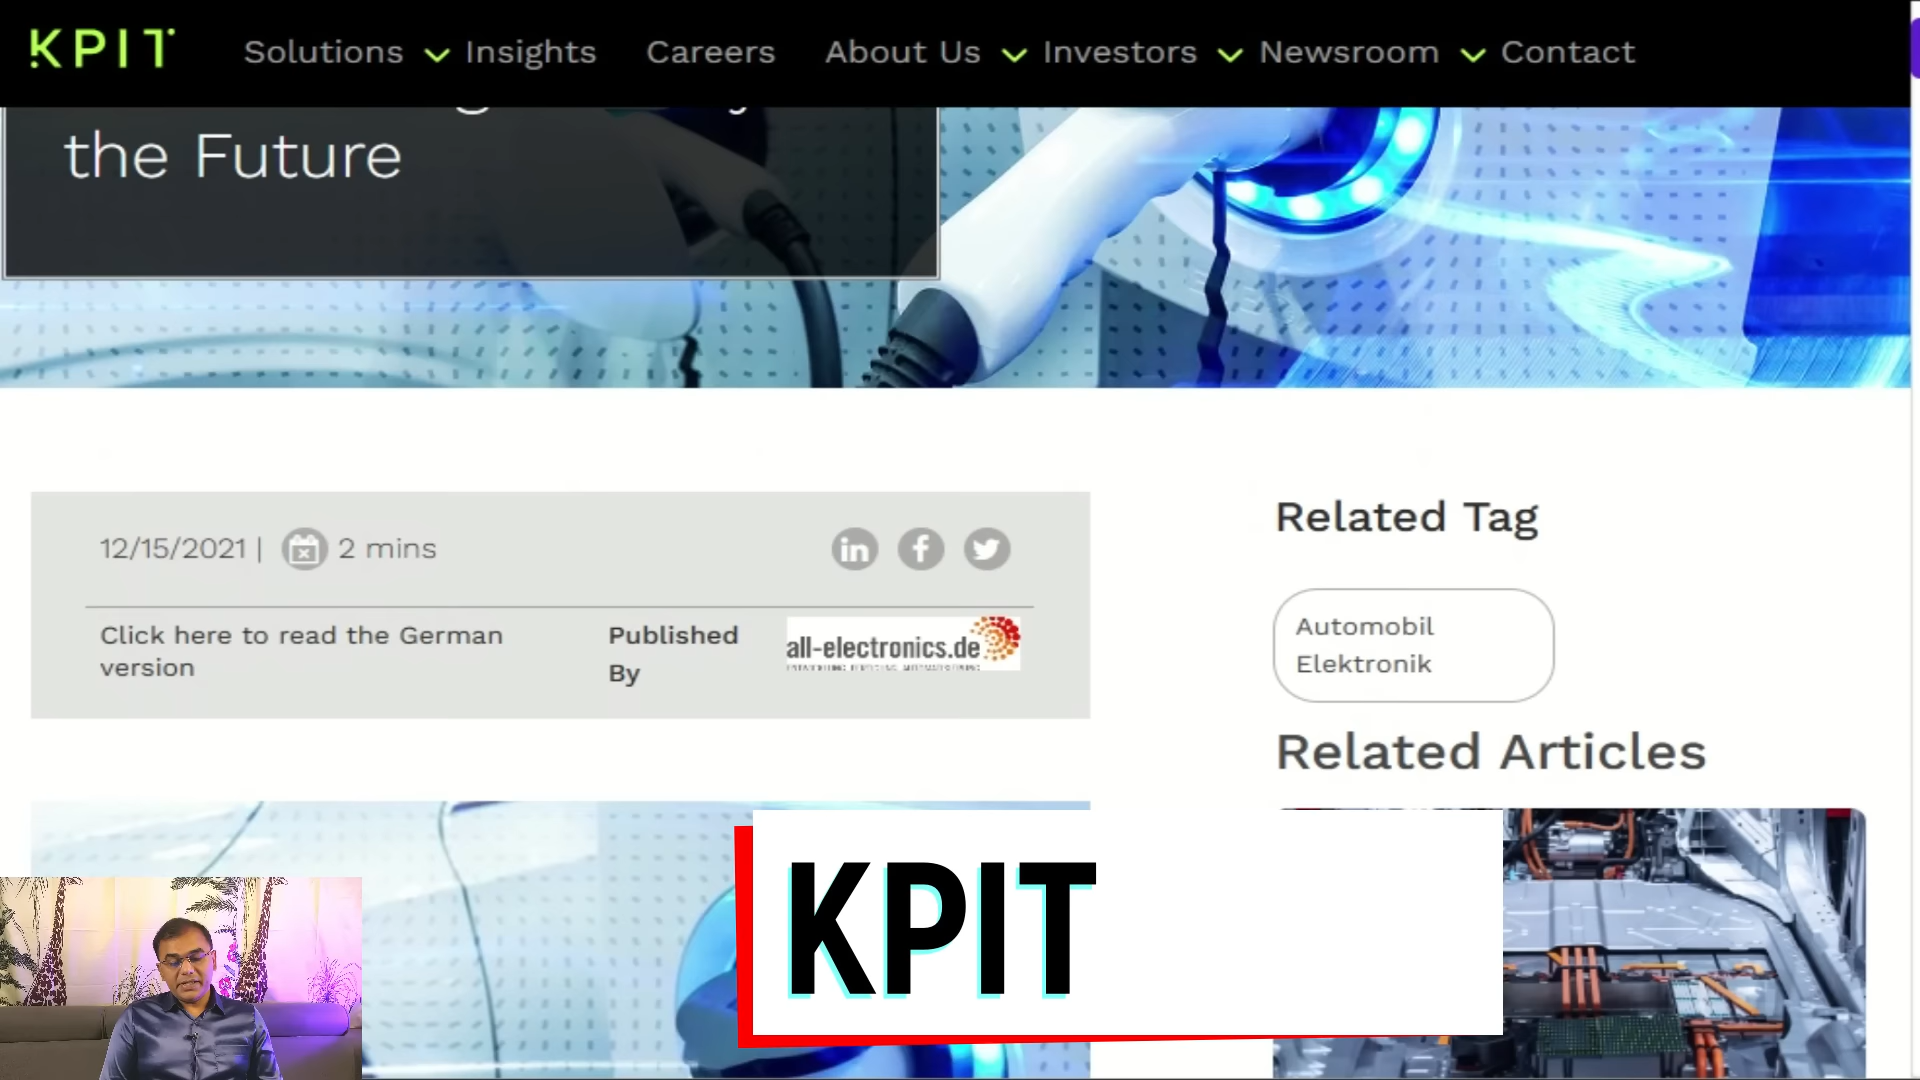 KPIT
Solutions Insights Careers About Us Investors Newsroom Contact
the Future
12/15/2021 | 2 mins
in f
Click here to read the German
version
Published
By
all-electronics.de
Related Tag
Automobil
Elektronik
Related Articles
KPIT